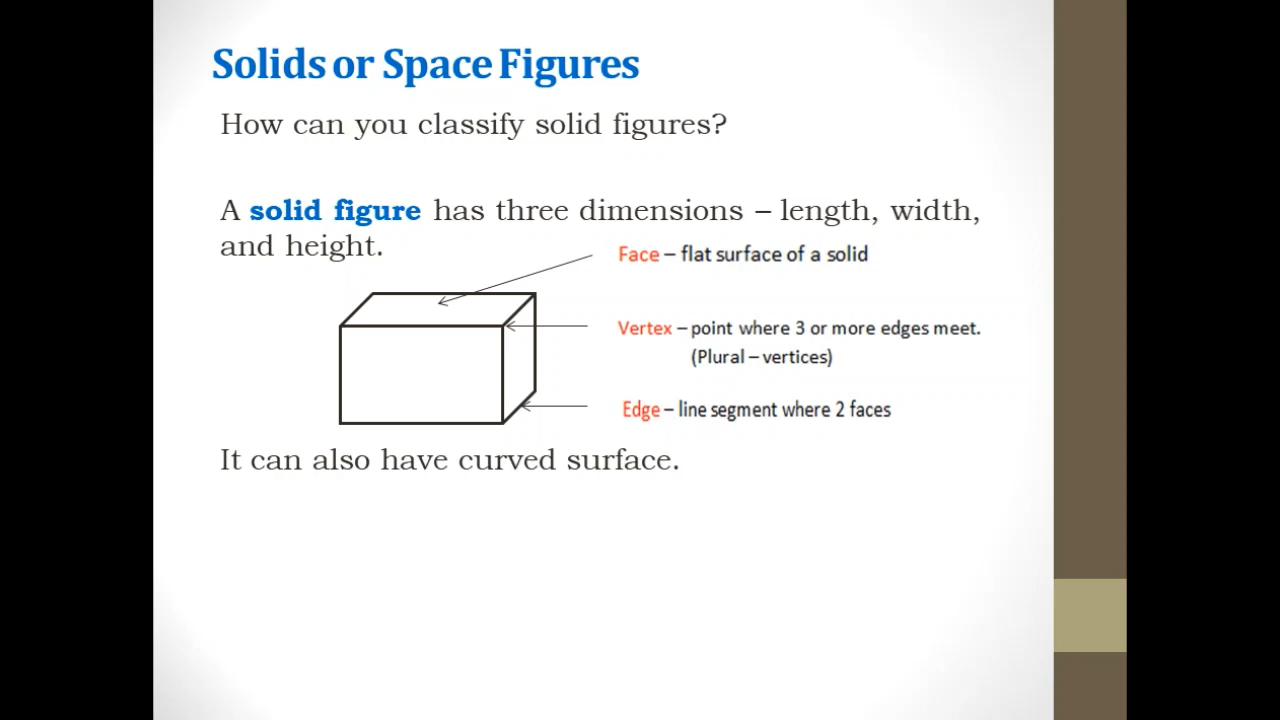 Solids or Space Figures
How can you classify solid figures?
A solid figure has three dimensions – length, width,
and height.
Face – flat surface of a solid
Vertex – point where 3 or more edges meet.
(Plural – vertices)
Edge – line segment where 2 faces
It can also have curved surface.